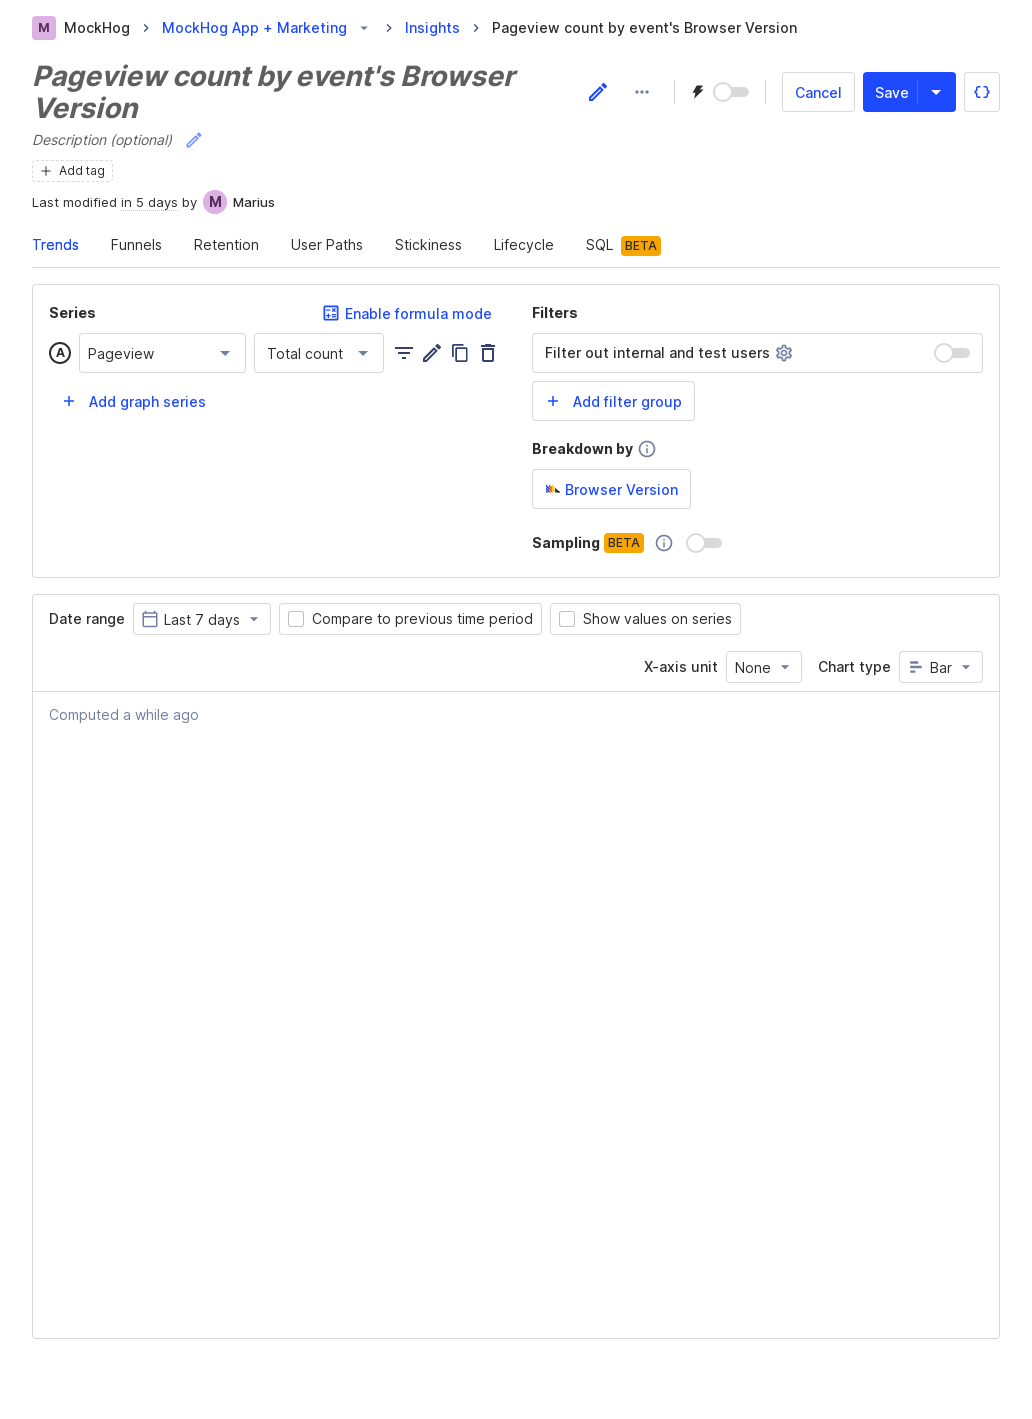 M MockHog MockHog App + Marketing Insights Pageview count by event's Browser Version
Pageview count by event's Browser
Version
Cancel Save
Description (optional)
Add tag
Last modified in 5 days by M Marius
Trends Funnels Retention User Paths Stickiness Lifecycle SQL BETA
Series Enable formula mode
A Pageview Total count
Add graph series
Filters
Filter out internal and test users
Add filter group
Breakdown by
Browser Version
Sampling BETA
Date range Last 7 days Compare to previous time period Show values on series
X-axis unit None Chart type Bar
Computed a while ago